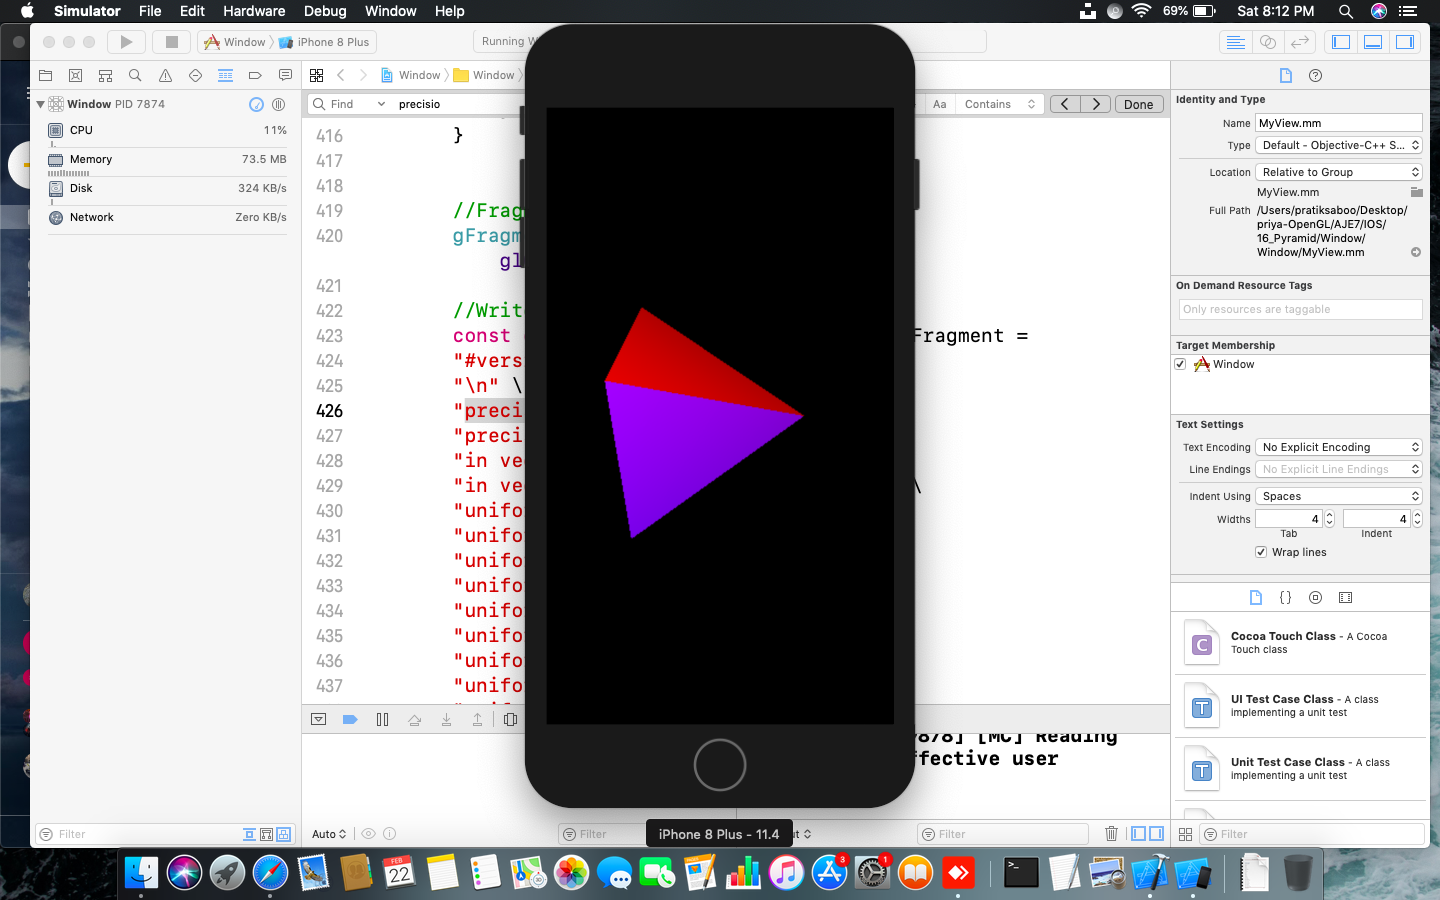 Simulator File Edit Hardware Debug Window Help 69% Sat 8:12 PM
Window iPhone 8 Plus Running
Window Window
Window PID 7874
CPU 11%
Memory 73.5 MB
Disk 324 KB/s
Network Zero KB/s
Filter
Find precisio Aa Contains Done
416 }
417
418
419 //Frag
420 gFragm
gl
421
422 //Writ
423 const Fragment =
424 "#vers
425 "\n" \
426 "preci
427 "preci
428 "in ve
429 "in ve \
430 "unifo
431 "unifo
432 "unifo
433 "unifo
434 "unifo
435 "unifo
436 "unifo
437 "unifo
[MC] Reading
ffective user
Auto
Filter
Filter
iPhone 8 Plus - 11.4
Identity and Type
Name MyView.mm
Type Default - Objective-C++ S...
Location Relative to Group
MyView.mm
Full Path /Users/pratiksaboo/Desktop/
priya-OpenGL/AJE7/IOS/
16_Pyramid/Window/
Window/MyView.mm
On Demand Resource Tags
Only resources are taggable
Target Membership
Window
Text Settings
Text Encoding No Explicit Encoding
Line Endings No Explicit Line Endings
Indent Using Spaces
Widths 4 4
Tab Indent
Wrap lines
{}
C Cocoa Touch Class - A Cocoa
Touch class
T UI Test Case Class - A class
implementing a unit test
T Unit Test Case Class - A class
implementing a unit test
Filter
FEB
22
3
1